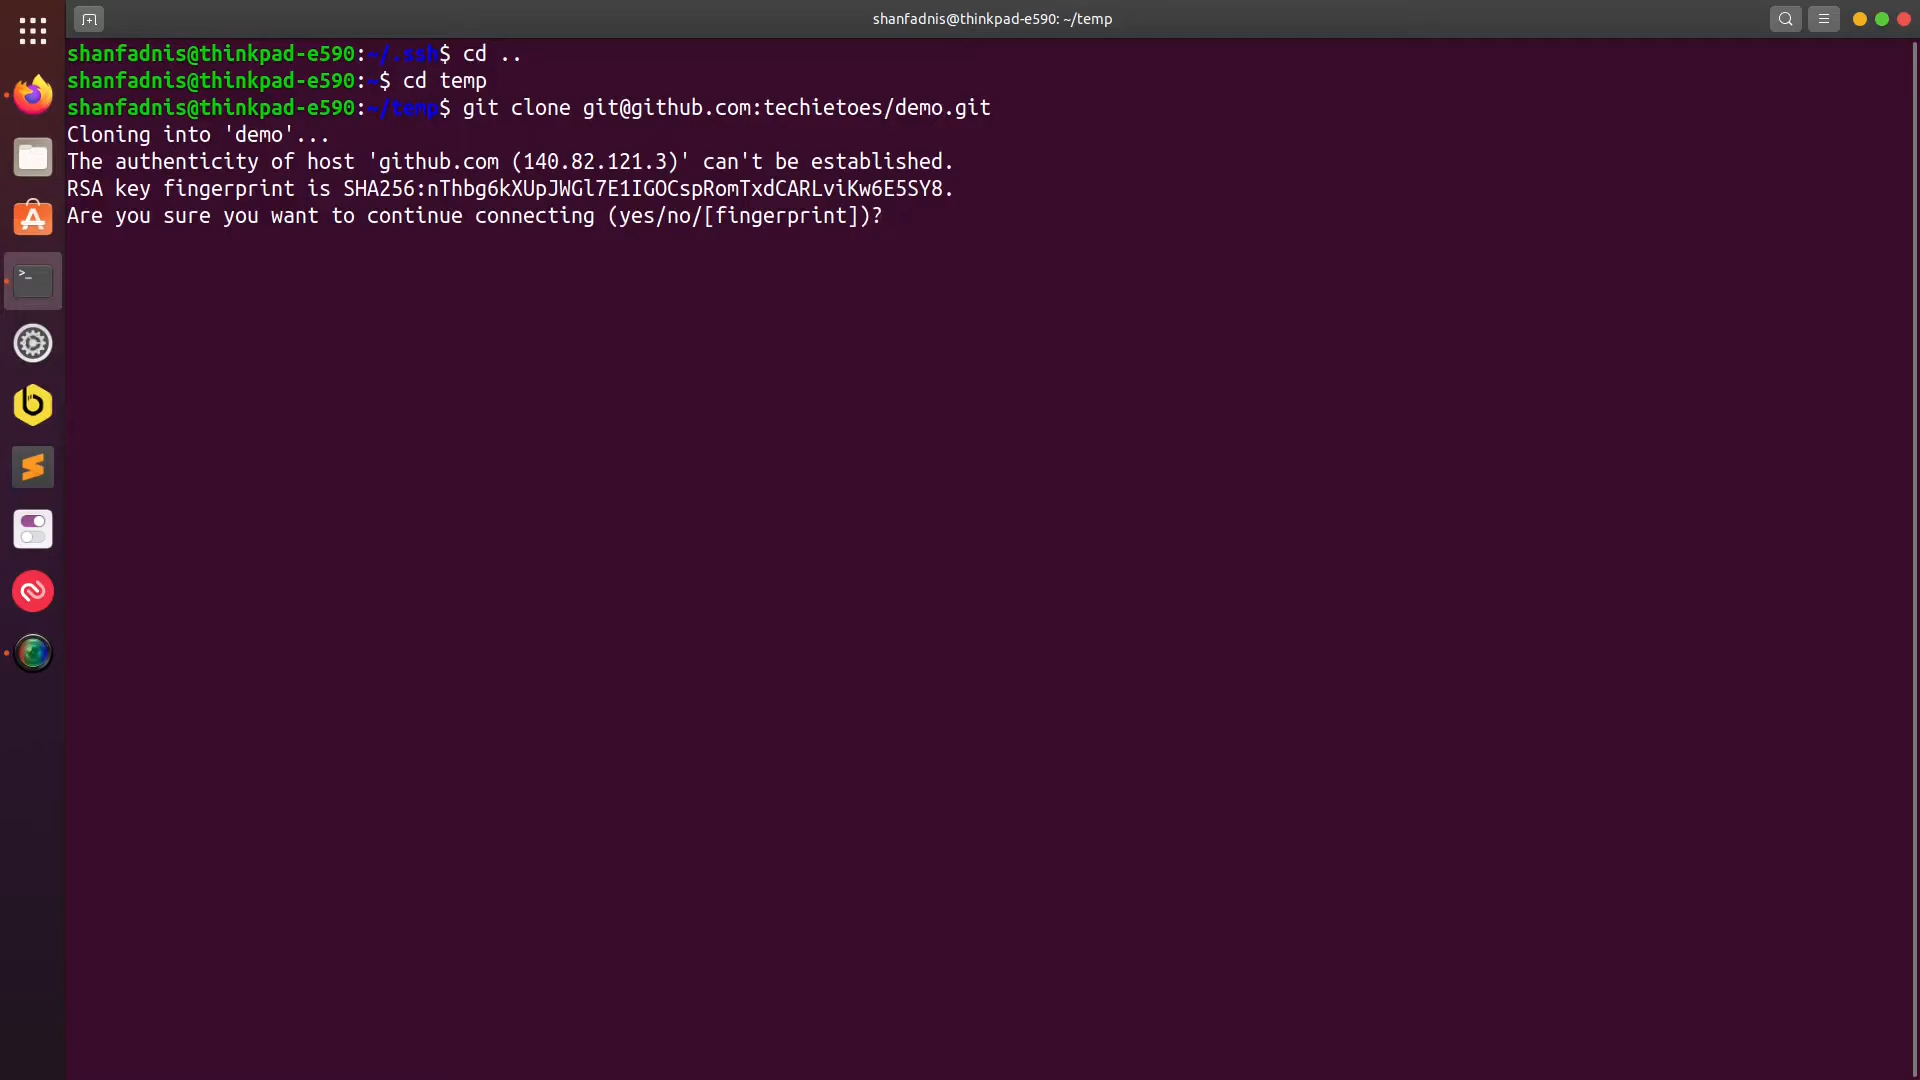 shanfadnis@thinkpad-e590: ~/temp
shanfadnis@thinkpad-e590:~/.ssh$ cd ..
shanfadnis@thinkpad-e590:~$ cd temp
shanfadnis@thinkpad-e590:~/temp$ git clone git@github.com:techietoes/demo.git
Cloning into 'demo'...
The authenticity of host 'github.com (140.82.121.3)' can't be established.
RSA key fingerprint is SHA256:nThbg6kXUpJWGl7E1IGOCspRomTxdCARLviKw6E5SY8.
Are you sure you want to continue connecting (yes/no/[fingerprint])?